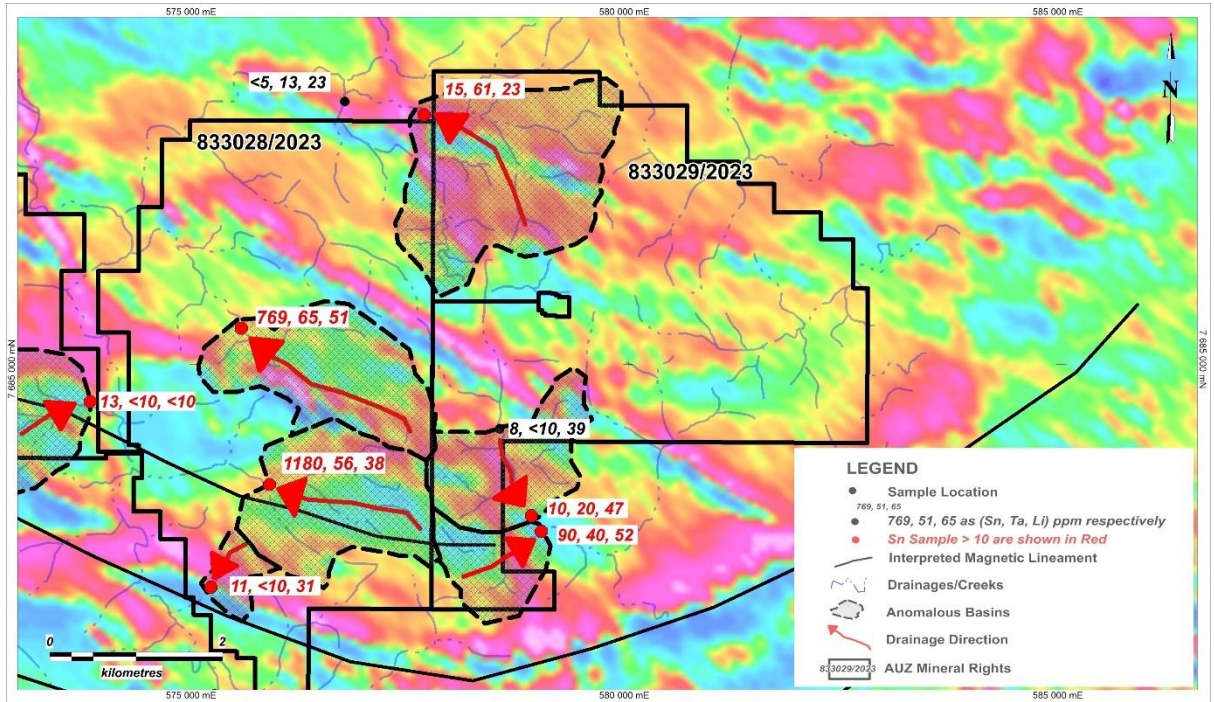 575 000 mE
580 000 mE
585 000 mE
<5, 13, 23
15, 61, 23
N
833028/2023
833029/2023
769, 65, 51
7 685 000 mN
7 685 000 mN
13, <10, <10
8, <10, 39
1180, 56, 38
10, 20, 47
90, 40, 52
11, <10, 31
0
2
kilometres
LEGEND
Sample Location
769, 51, 65
769, 51, 65 as (Sn, Ta, Li) ppm respectively
Sn Sample > 10 are shown in Red
Interpreted Magnetic Lineament
Drainages/Creeks
Anomalous Basins
Drainage Direction
833029/2023
AUZ Mineral Rights
575 000 mE
580 000 mE
585 000 mE